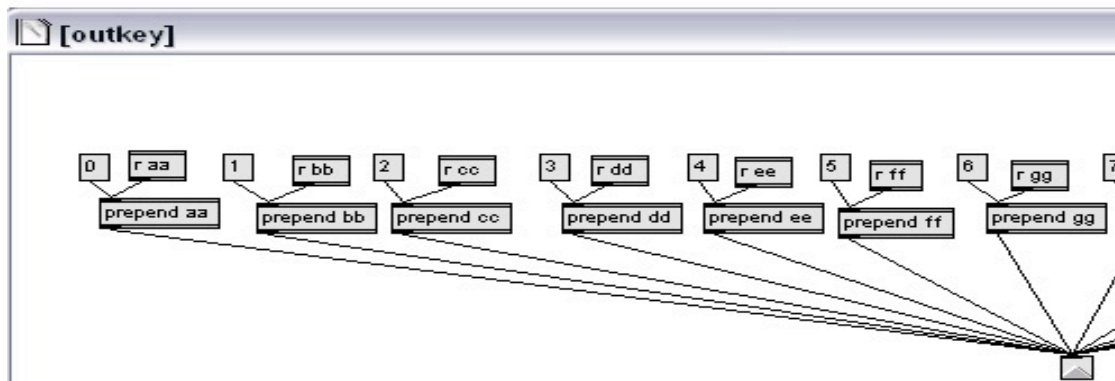 [outkey]
0 r aa 1 r bb 2 r cc 3 r dd 4 r ee 5 r ff 6 r gg 7
prepend aa prepend bb prepend cc prepend dd prepend ee prepend ff prepend gg